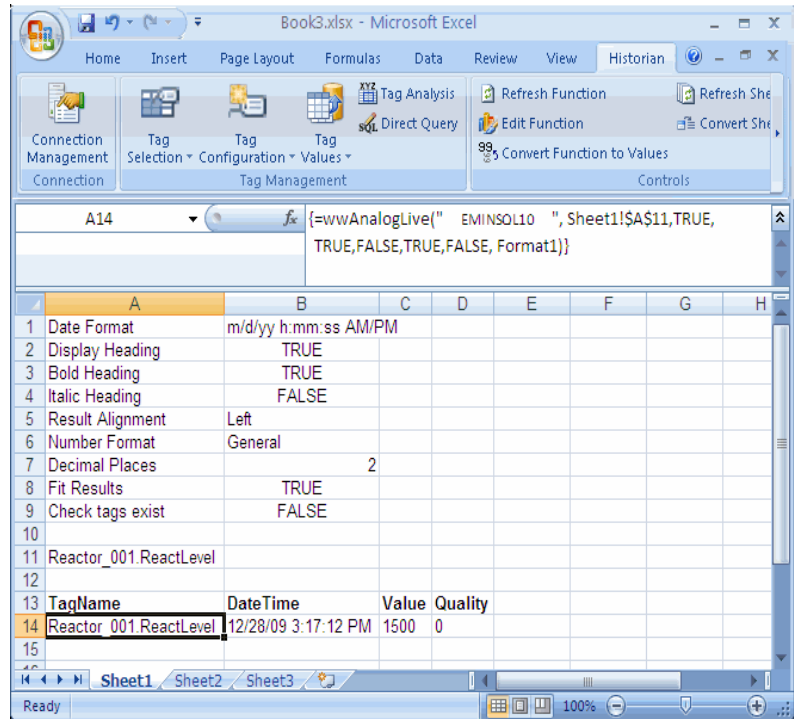 Book3.xlsx - Microsoft Excel
Home Insert Page Layout Formulas Data Review View Historian
Connection Management
Tag Selection
Tag Configuration
Tag Values
XYZ Tag Analysis
SQL Direct Query
Refresh Function
Edit Function
Convert Function to Values
Refresh She
Convert She
Connection Tag Management Controls
A14 fx {=wwAnalogLive(" EMINSQL10 ", Sheet1!$A$11,TRUE,
TRUE,FALSE,TRUE,FALSE, Format1)}
A B C D E F G H
1 Date Format m/d/yy h:mm:ss AM/PM
2 Display Heading TRUE
3 Bold Heading TRUE
4 Italic Heading FALSE
5 Result Alignment Left
6 Number Format General
7 Decimal Places 2
8 Fit Results TRUE
9 Check tags exist FALSE
10
11 Reactor_001.ReactLevel
12
13 TagName DateTime Value Quality
14 Reactor_001.ReactLevel 12/28/09 3:17:12 PM 1500 0
15
Sheet1 Sheet2 Sheet3
Ready 100%